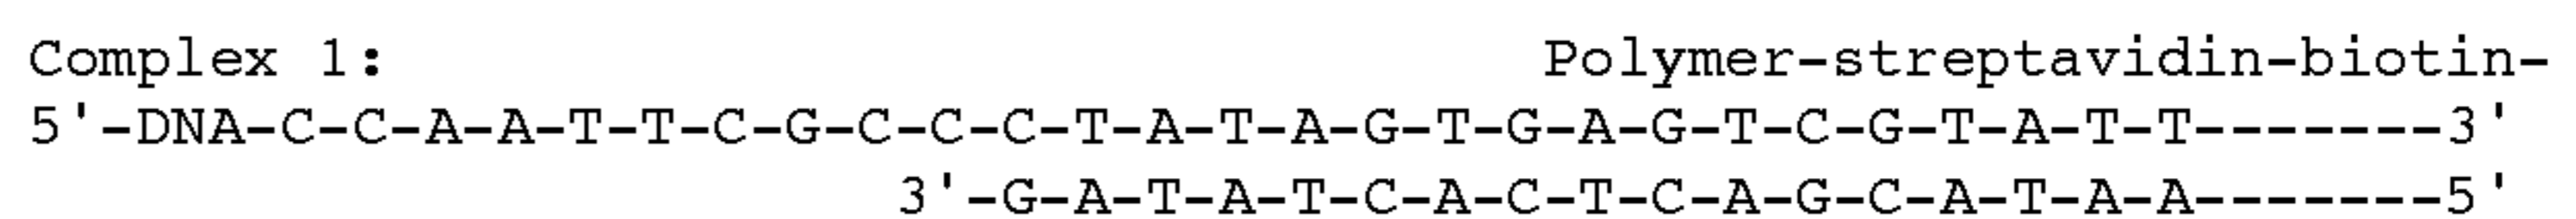 Complex 1: Polymer-streptavidin-biotin-
5'-DNA-C-C-A-A-T-T-C-G-C-C-C-T-A-T-A-G-T-G-A-G-T-C-G-T-A-T-T-------3'
3'-G-A-T-A-T-C-A-C-T-C-A-G-C-A-T-A-A-------5'